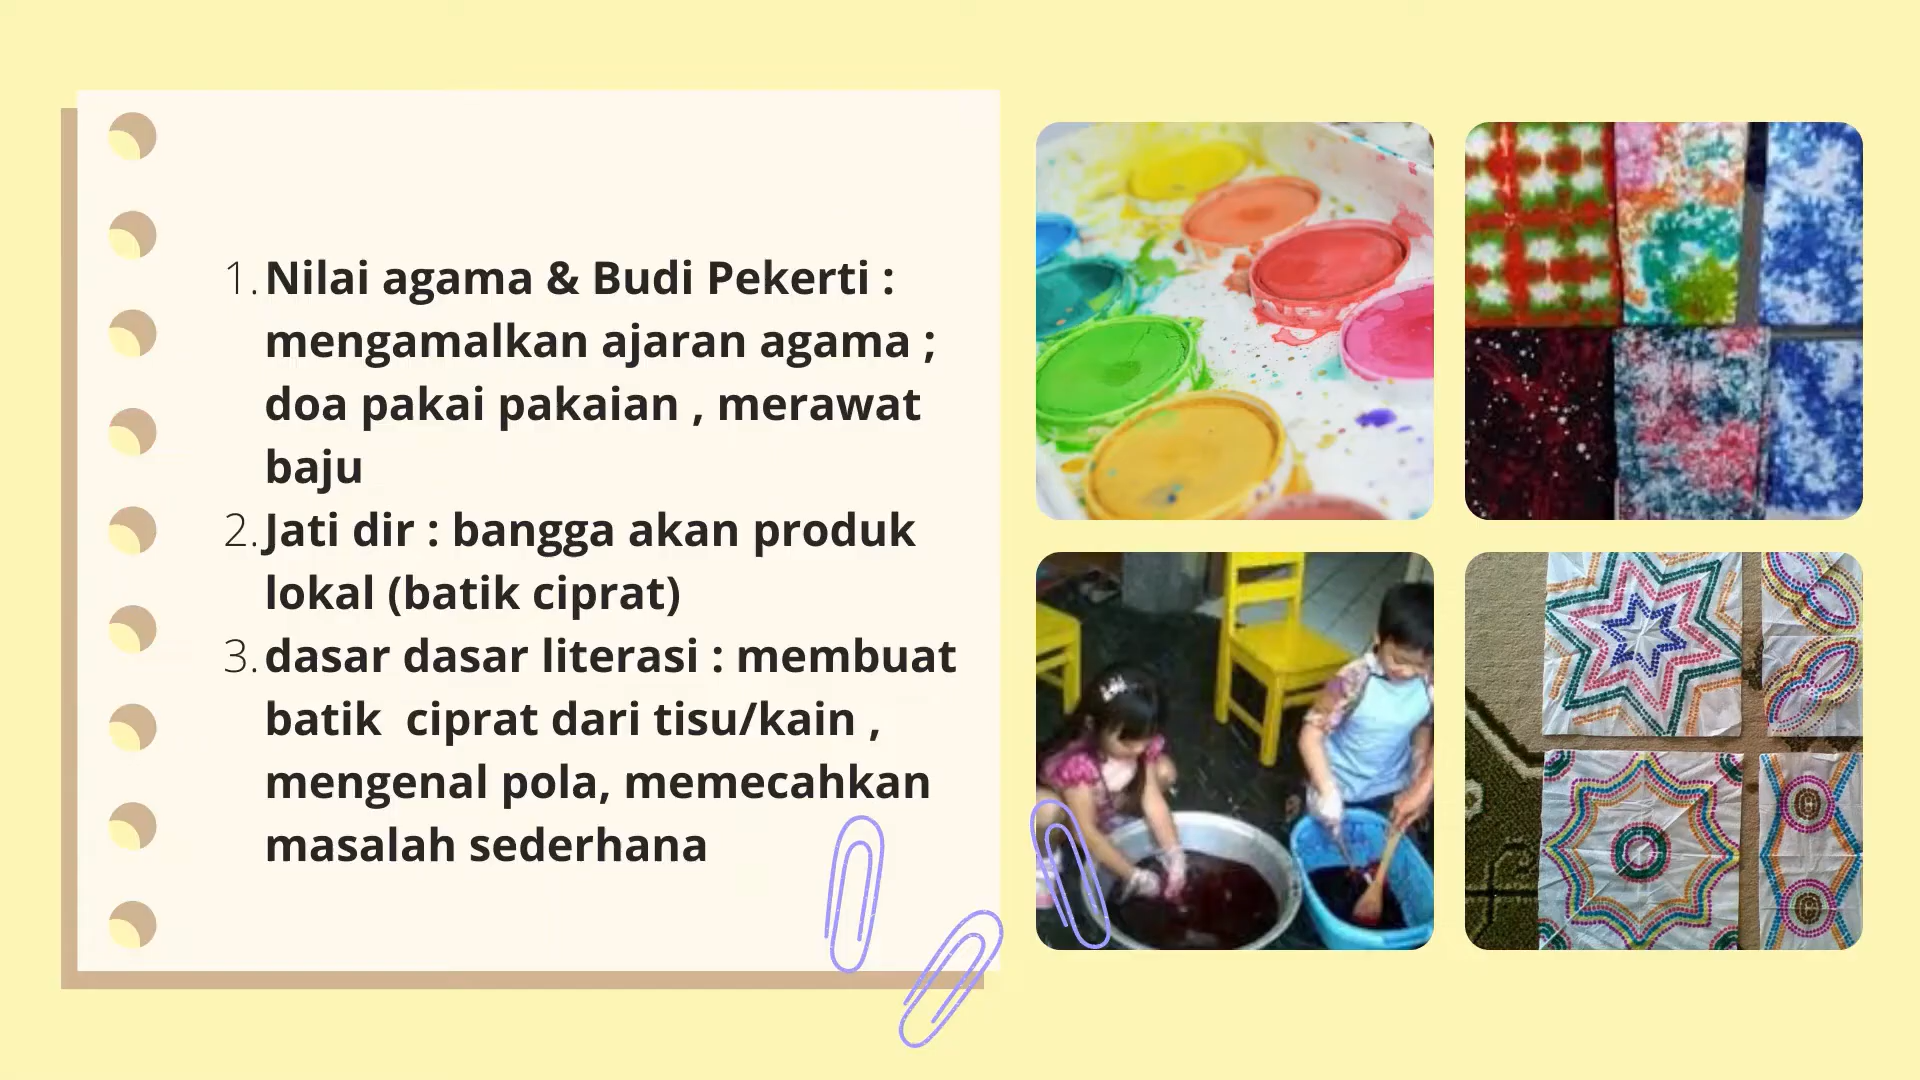 1. Nilai agama & Budi Pekerti :
mengamalkan ajaran agama ;
doa pakai pakaian , merawat
baju
2. Jati dir : bangga akan produk
lokal (batik ciprat)
3. dasar dasar literasi : membuat
batik  ciprat dari tisu/kain ,
mengenal pola, memecahkan
masalah sederhana